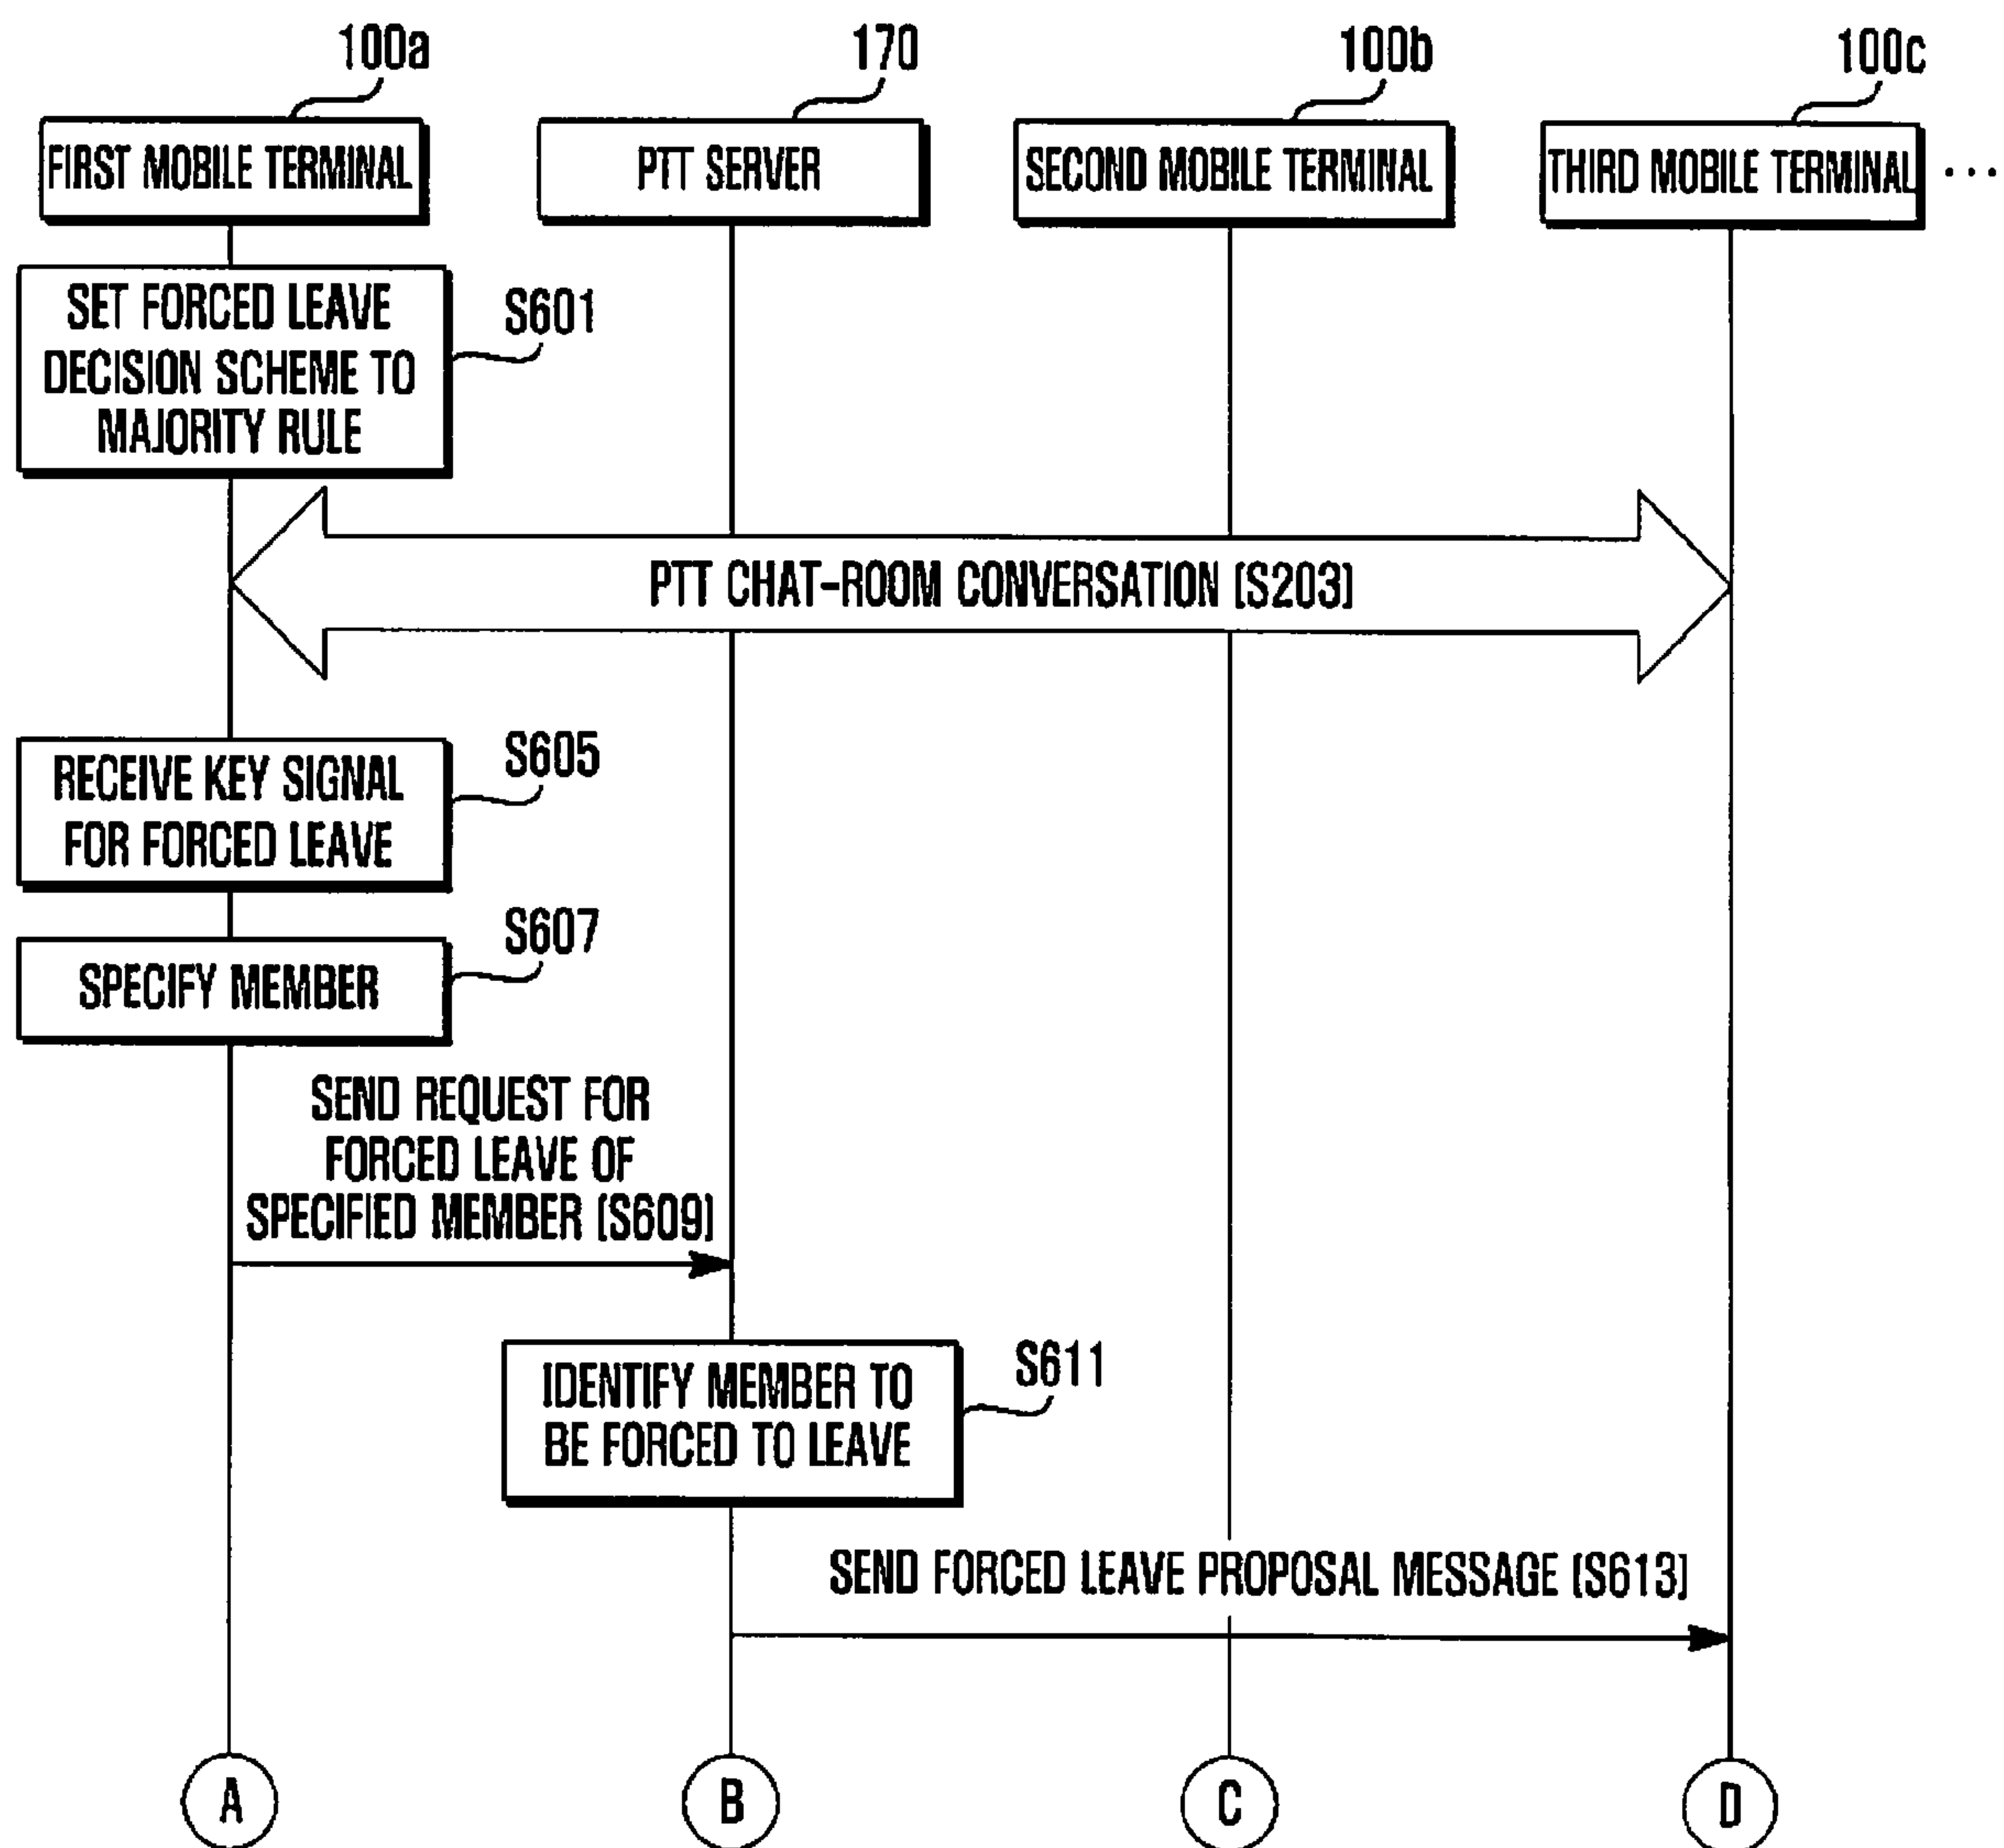 100a
170
100b
100c
FIRST MOBILE TERMINAL
PTT SERVER
SECOND MOBILE TERMINAL
THIRD MOBILE TERMINAL
...
SET FORCED LEAVE
DECISION SCHEME TO
MAJORITY RULE
S601
PTT CHAT-ROOM CONVERSATION [S203]
RECEIVE KEY SIGNAL
FOR FORCED LEAVE
S605
SPECIFY MEMBER
S607
SEND REQUEST FOR
FORCED LEAVE OF
SPECIFIED MEMBER [S609]
IDENTIFY MEMBER TO
BE FORCED TO LEAVE
S611
SEND FORCED LEAVE PROPOSAL MESSAGE [S613]
A
B
C
D